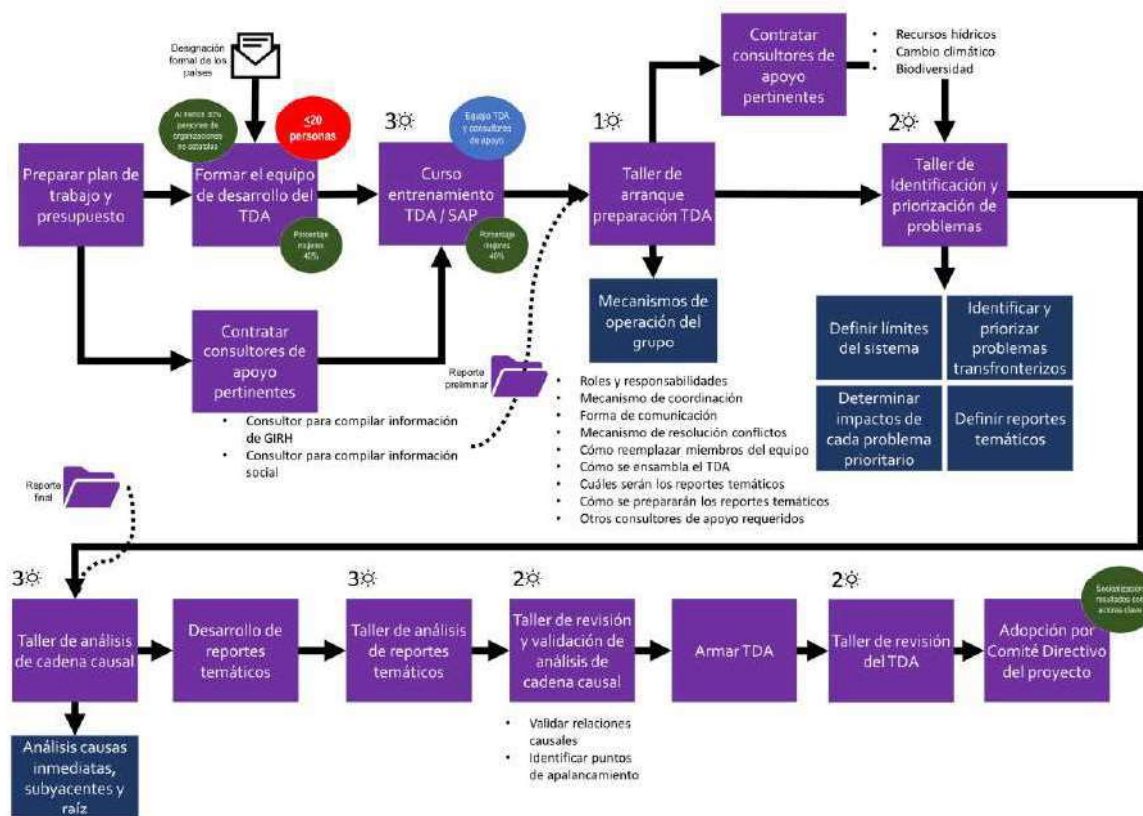 Designación
formal de los
países
personas de
organizaciones
no estatales
≤20
personas
3
Equipo TDA
y consultores
de apoyo
Preparar plan de
trabajo y
presupuesto
Formar el equipo
de desarrollo del
TDA
Porcentaje
mujeres
40%
Curso
entrenamiento
TDA / SAP
Porcentaje
mujeres
40%
Contratar
consultores de
apoyo
pertinentes
• Consultor para compilar información
de GIRH
• Consultor para compilar información
social
Reporte
preliminar
1
Taller de
arranque
preparación TDA
Mecanismos de
operación del
grupo
• Roles y responsabilidades
• Mecanismo de coordinación
• Forma de comunicación
• Mecanismo de resolución conflictos
• Cómo reemplazar miembros del equipo
• Cómo se ensambla el TDA
• Cuáles serán los reportes temáticos
• Cómo se prepararán los reportes temáticos
• Otros consultores de apoyo requeridos
Contratar
consultores de
apoyo
pertinentes
• Recursos hídricos
• Cambio climático
• Biodiversidad
2
Taller de
Identificación y
priorización de
problemas
Definir límites
del sistema
Identificar y
priorizar
problemas
transfronterizos
Determinar
impactos de
cada problema
prioritario
Definir reportes
temáticos
Reporte
final
3
Taller de análisis
de cadena causal
Análisis causas
inmediatas,
subyacentes y
raíz
Desarrollo de
reportes
temáticos
3
Taller de análisis
de reportes
temáticos
2
Taller de revisión
y validación de
análisis de
cadena causal
• Validar relaciones
causales
• Identificar puntos
de apalancamiento
Armar TDA
2
Taller de revisión
del TDA
Socialización
resultados con
actores clave
Adopción por
Comité Directivo
del proyecto